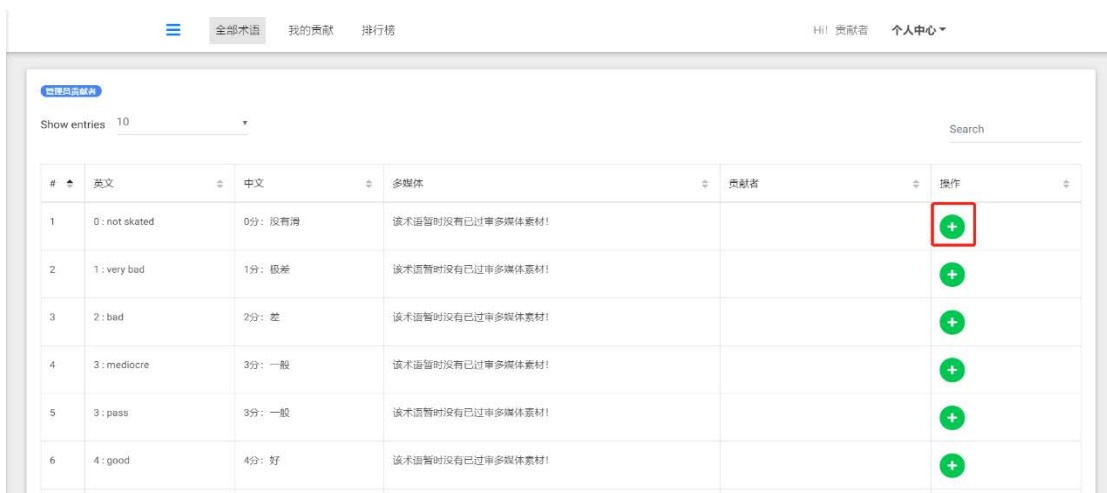 全部术语 我的贡献 排行榜 Hi! 贡献者 个人中心
管理员贡献者
Show entries 10
Search
# 英文 中文 多媒体 贡献者 操作
1 0 : not skated 0分：没有滑 该术语暂时没有已过审多媒体素材！
2 1 : very bad 1分：极差 该术语暂时没有已过审多媒体素材！
3 2 : bad 2分：差 该术语暂时没有已过审多媒体素材！
4 3 : mediocre 3分：一般 该术语暂时没有已过审多媒体素材！
5 3 : pass 3分：一般 该术语暂时没有已过审多媒体素材！
6 4 : good 4分：好 该术语暂时没有已过审多媒体素材！